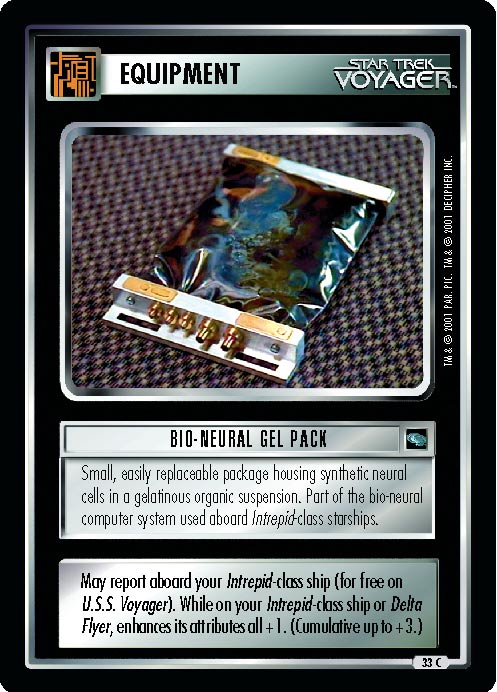 EQUIPMENT
STAR TREK
VOYAGER™
TM & © 2001 PAR. PIC. TM & © 2001 DECIPHER INC.
BIO-NEURAL GEL PACK
Small, easily replaceable package housing synthetic neural
cells in a gelatinous organic suspension. Part of the bio-neural
computer system used aboard Intrepid-class starships.
May report aboard your Intrepid-class ship (for free on
U.S.S. Voyager). While on your Intrepid-class ship or Delta
Flyer, enhances its attributes all +1. (Cumulative up to +3.)
33 C